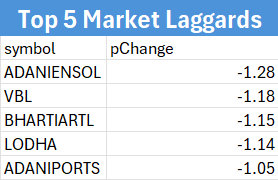 Top 5 Market Laggards
symbol pChange
ADANIENSOL -1.28
VBL -1.18
BHARTIARTL -1.15
LODHA -1.14
ADANIPORTS -1.05